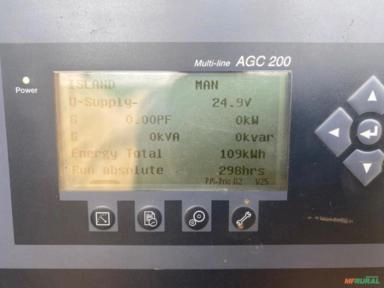 Multi-line AGC 200
Power
ISLAND MAN
U-Supply- 24.9V
G 0.00PF 0kW
G 0kVA 0kvar
Energy Total 109kWh
Run absolute 298hrs
MFRURAL